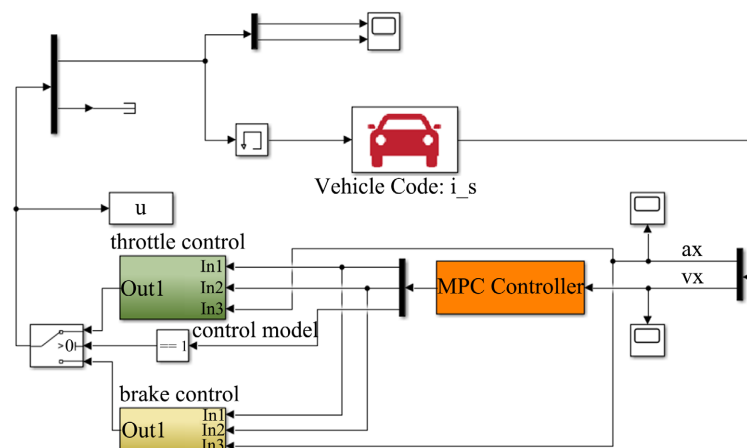 Vehicle Code: i_s
u
ax
throttle control
In1
Out1
In2
In3
MPC Controller
vx
control model
>0
== 1
brake control
In1
Out1
In2
In3